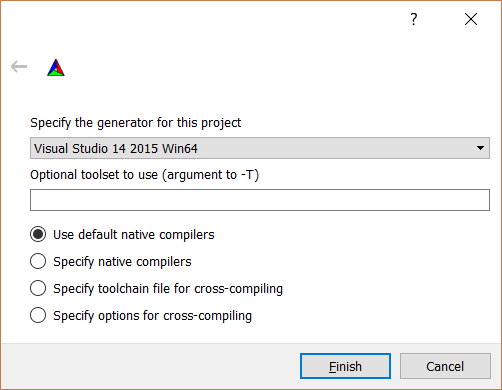 ?
Specify the generator for this project
Visual Studio 14 2015 Win64
Optional toolset to use (argument to -T)
Use default native compilers
Specify native compilers
Specify toolchain file for cross-compiling
Specify options for cross-compiling
Finish Cancel